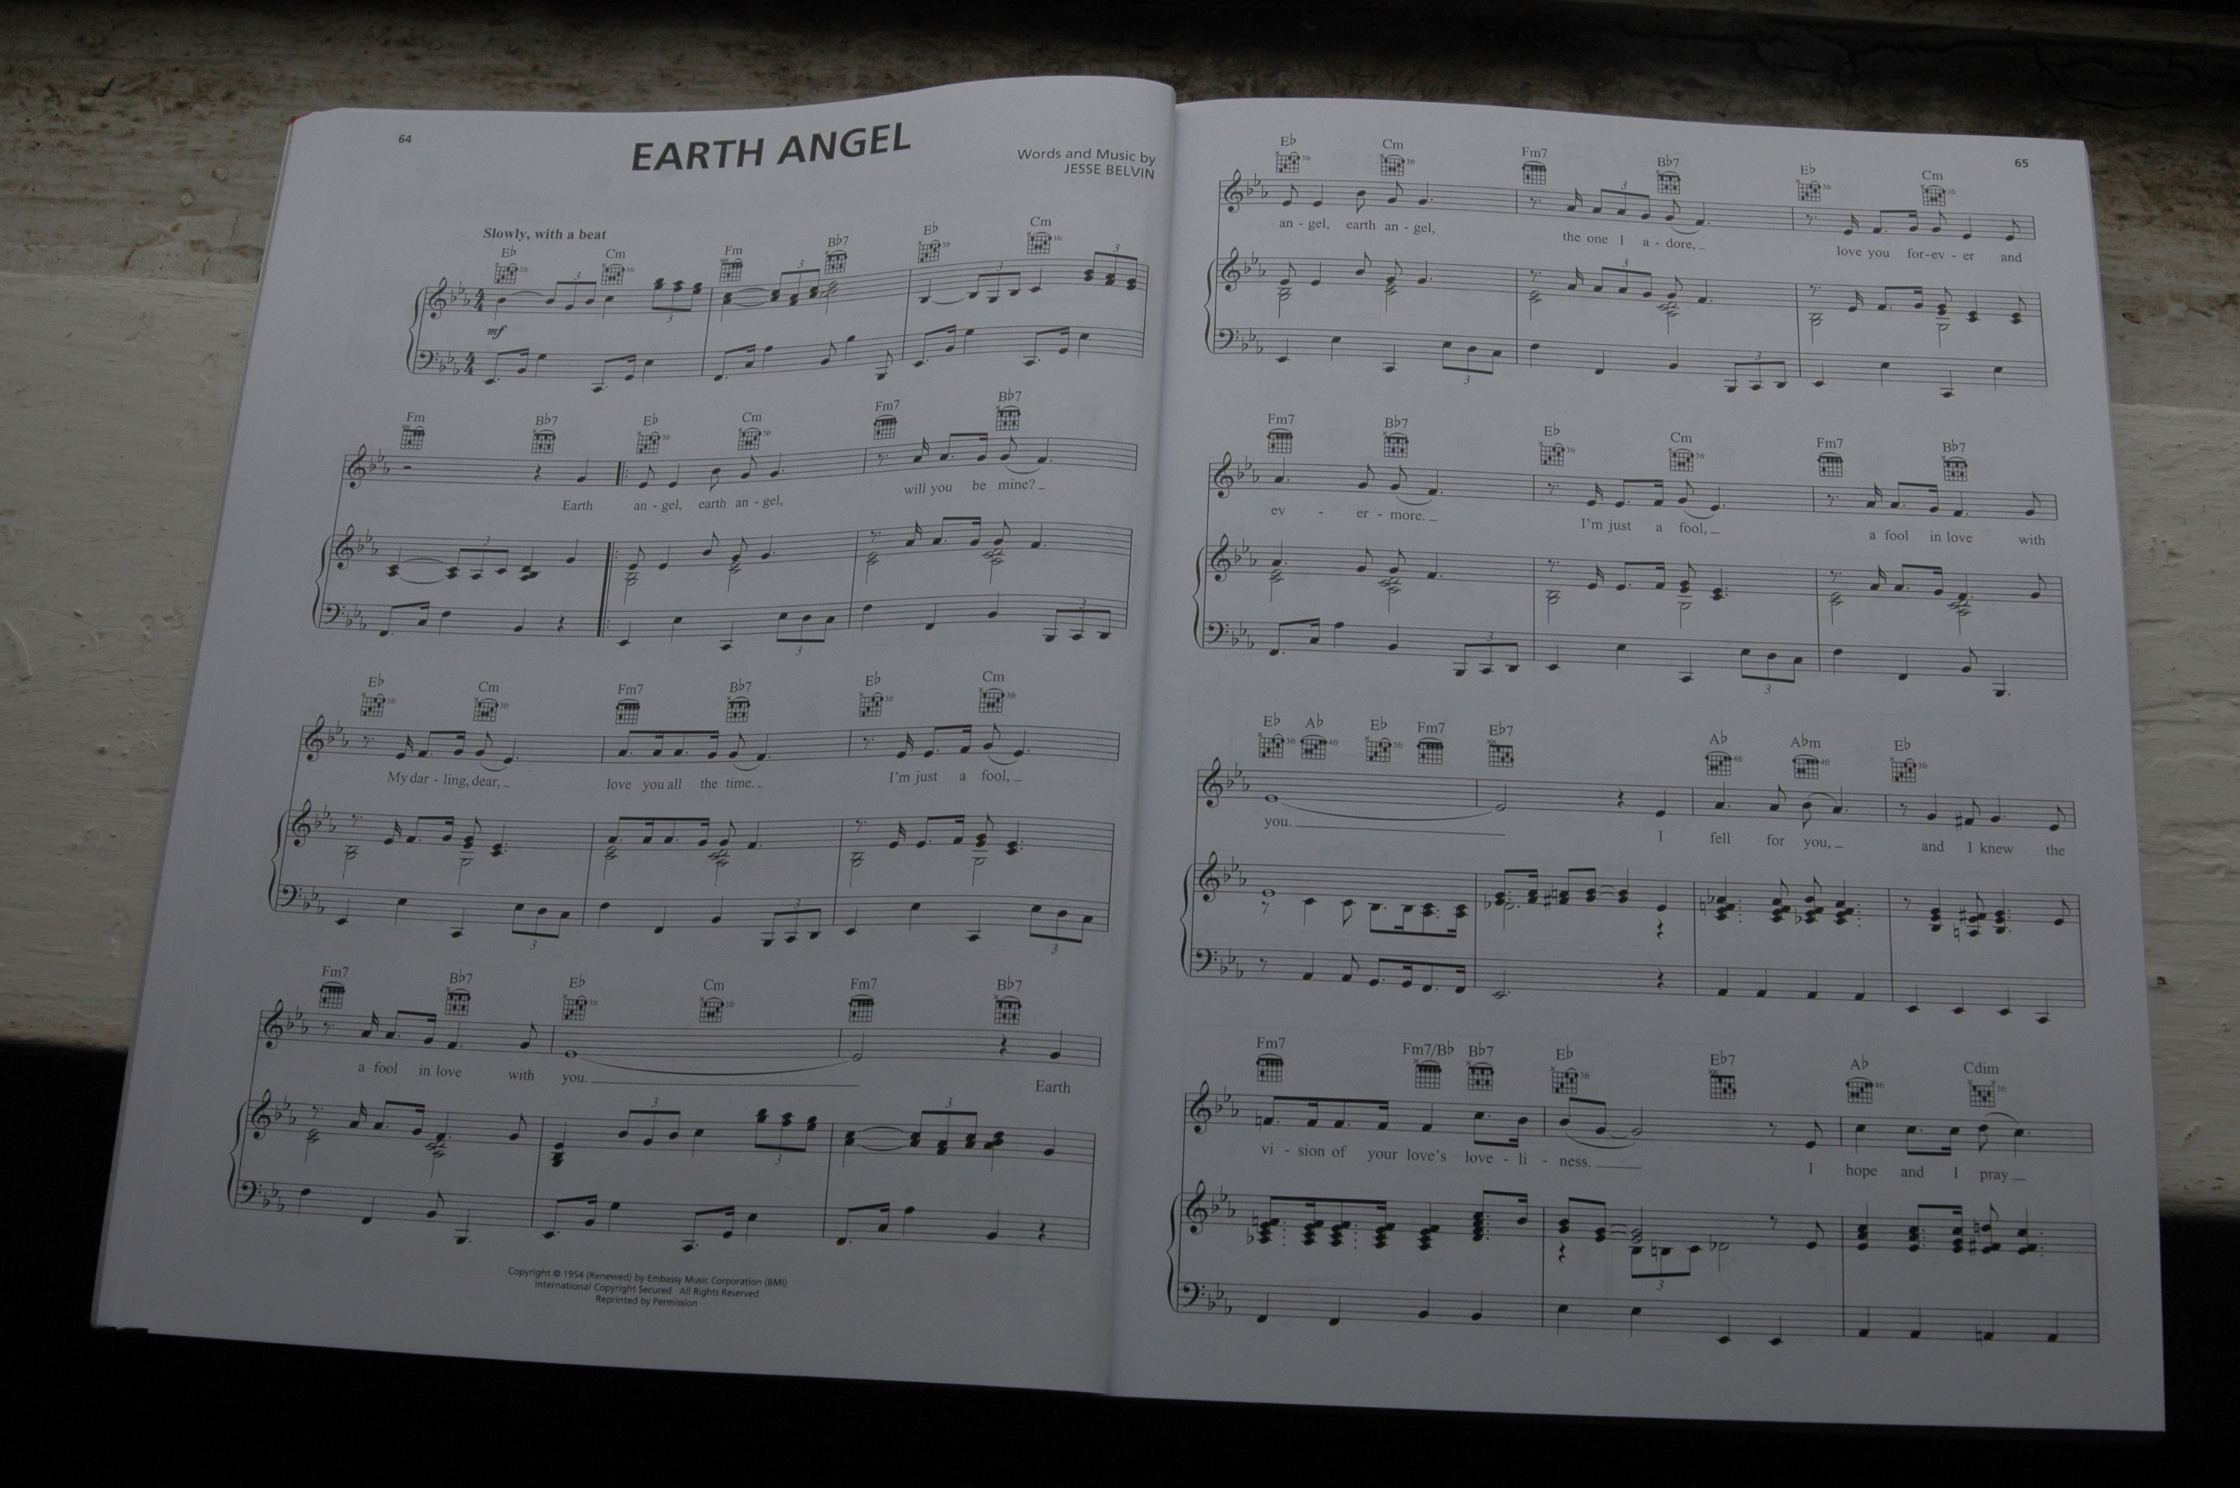 64
EARTH ANGEL
Words and Music by
JESSE BELVIN
Slowly, with a beat
E♭ Cm Fm B♭7 E♭ Cm
mf
Fm B♭7 E♭ Cm Fm7 B♭7
Earth an - gel, earth an - gel, will you be mine?
E♭ Cm Fm7 B♭7 E♭ Cm
My dar - ling, dear, love you all the time. I'm just a fool,
Fm7 B♭7 E♭ Cm Fm7 B♭7
a fool in love with you. Earth
Copyright © 1954 (Renewed) by Embassy Music Corporation (BMI)
International Copyright Secured All Rights Reserved
Reprinted by Permission
65
E♭ Cm Fm7 B♭7 E♭ Cm
an - gel, earth an - gel, the one I a - dore, love you for - ev - er and
Fm7 B♭7 E♭ Cm Fm7 B♭7
ev - er - more. I'm just a fool, a fool in love with
E♭ A♭ E♭ Fm7 E♭7 A♭ A♭m E♭
you. I fell for you, and I knew the
Fm7 Fm7/B♭ B♭7 E♭ E♭7 A♭ Cdim
vi - sion of your love's love - li - ness. I hope and I pray